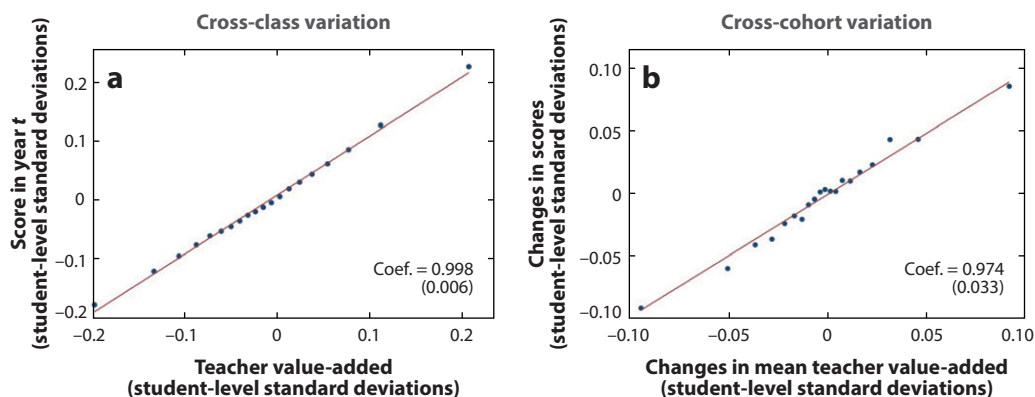 Cross-class variation
a
Score in year t
(student-level standard deviations)
0.2
0.1
0
−0.1
−0.2
Coef. = 0.998
(0.006)
−0.2
−0.1
0
0.1
0.2
Teacher value-added
(student-level standard deviations)
Cross-cohort variation
b
Changes in scores
(student-level standard deviations)
0.10
0.05
0
−0.05
−0.10
Coef. = 0.974
(0.033)
−0.10
−0.05
0
0.05
0.10
Changes in mean teacher value-added
(student-level standard deviations)